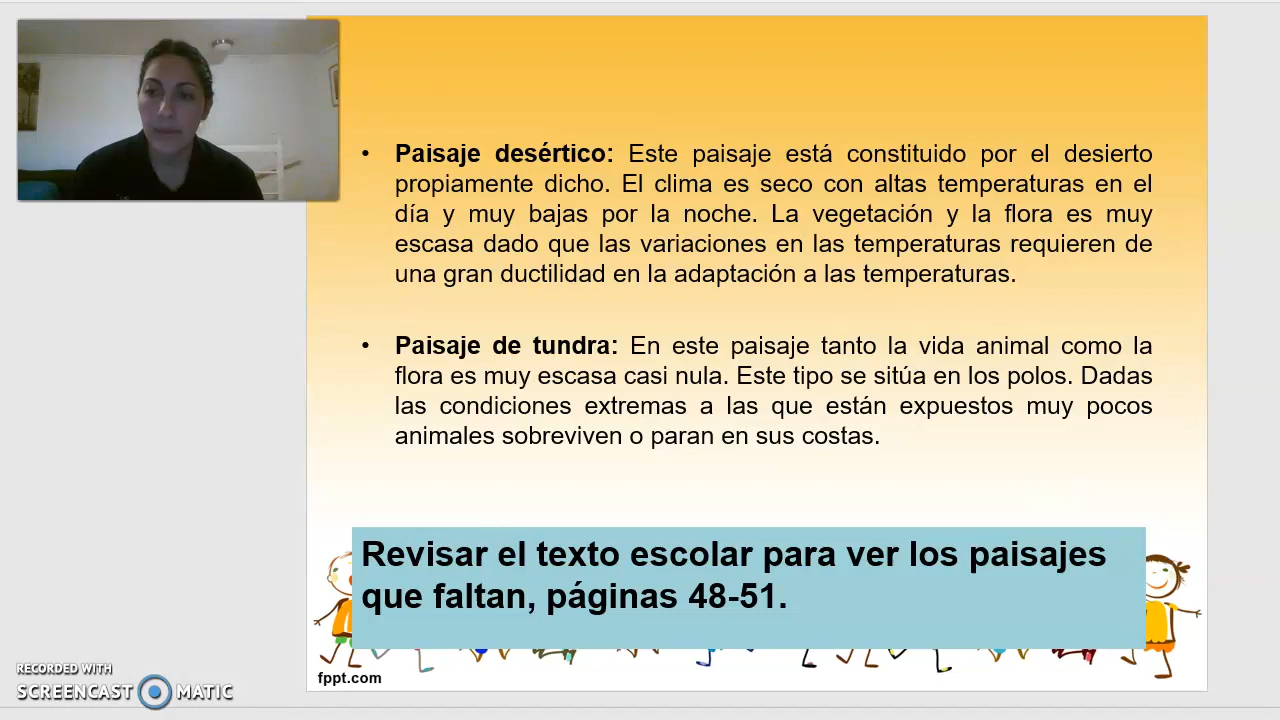 • Paisaje desértico: Este paisaje está constituido por el desierto
propiamente dicho. El clima es seco con altas temperaturas en el
día y muy bajas por la noche. La vegetación y la flora es muy
escasa dado que las variaciones en las temperaturas requieren de
una gran ductilidad en la adaptación a las temperaturas.
• Paisaje de tundra: En este paisaje tanto la vida animal como la
flora es muy escasa casi nula. Este tipo se sitúa en los polos. Dadas
las condiciones extremas a las que están expuestos muy pocos
animales sobreviven o paran en sus costas.
Revisar el texto escolar para ver los paisajes
que faltan, páginas 48-51.
fppt.com
RECORDED WITH
SCREENCAST MATIC